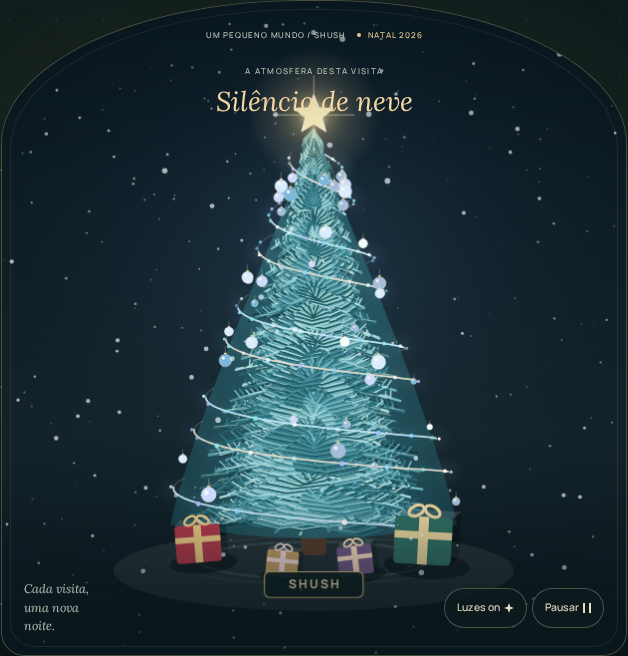 UM PEQUENO MUNDO / SHUSH • NATAL 2026
A ATMOSFERA DESTA VISITA
Silêncio de neve
SHUSH
Cada visita,
uma nova
noite.
Luzes on
Pausar